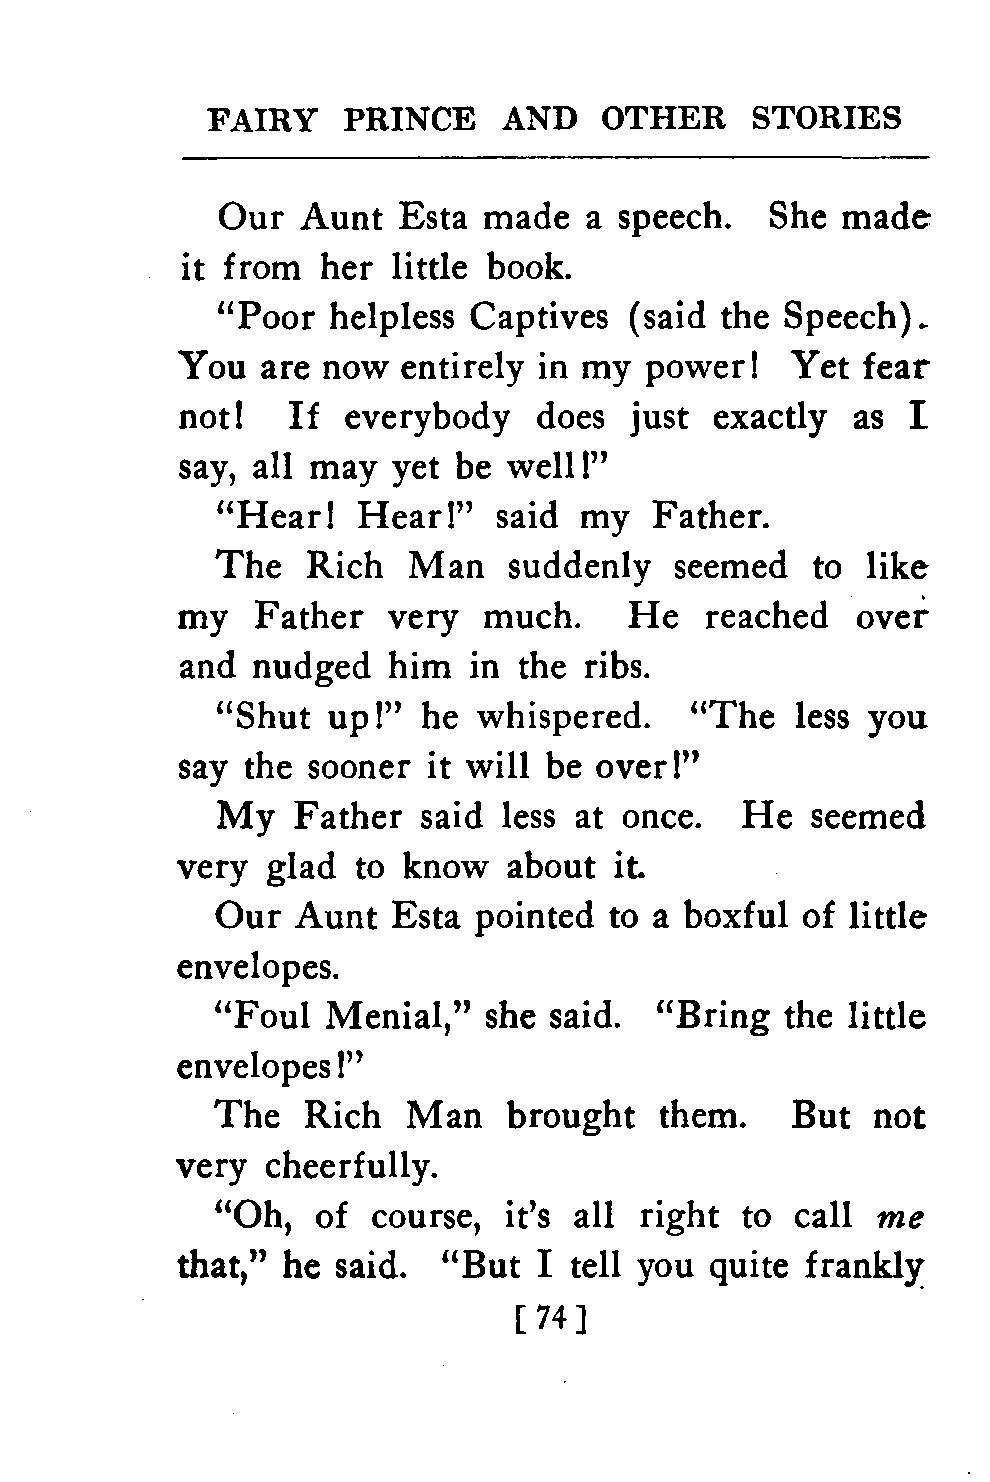 FAIRY PRINCE AND OTHER STORIES
Our Aunt Esta made a speech. She made
it from her little book.
“Poor helpless Captives (said the Speech).
You are now entirely in my power! Yet fear
not! If everybody does just exactly as I
say, all may yet be well!”
“Hear! Hear!” said my Father.
The Rich Man suddenly seemed to like
my Father very much. He reached over
and nudged him in the ribs.
“Shut up!” he whispered. “The less you
say the sooner it will be over!”
My Father said less at once. He seemed
very glad to know about it.
Our Aunt Esta pointed to a boxful of little
envelopes.
“Foul Menial,” she said. “Bring the little
envelopes!”
The Rich Man brought them. But not
very cheerfully.
“Oh, of course, it’s all right to call me
that,” he said. “But I tell you quite frankly
[ 74 ]